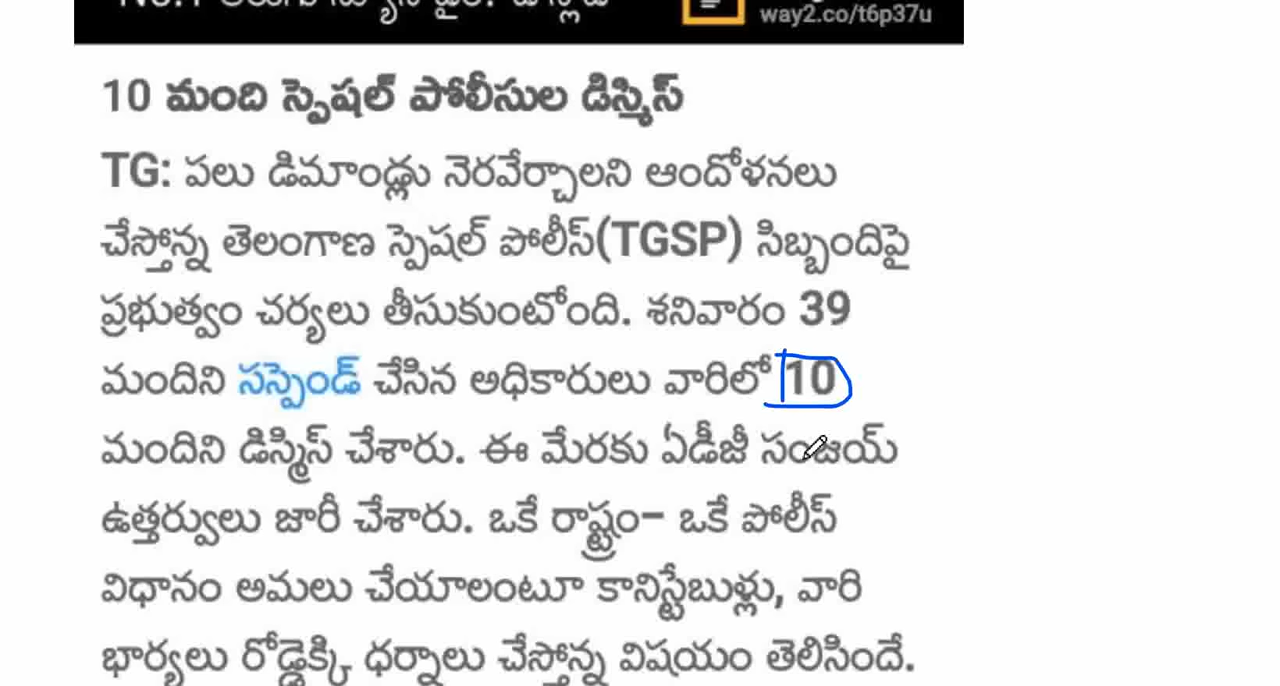 way2.co/t6p37u
10 మంది స్పెషల్ పోలీసుల డిస్మిస్
TG: పలు డిమాండ్లు నెరవేర్చాలని ఆందోళనలు
చేస్తోన్న తెలంగాణ స్పెషల్ పోలీస్(TGSP) సిబ్బందిపై
ప్రభుత్వం చర్యలు తీసుకుంటోంది. శనివారం 39
మందిని సస్పెండ్ చేసిన అధికారులు వారిలో 10
మందిని డిస్మిస్ చేశారు. ఈ మేరకు ఏడీజీ సంజయ్
ఉత్తర్వులు జారీ చేశారు. ఒకే రాష్ట్రం- ఒకే పోలీస్
విధానం అమలు చేయాలంటూ కానిస్టేబుళ్లు, వారి
భార్యలు రోడ్డెక్కి ధర్నాలు చేస్తోన్న విషయం తెలిసిందే.